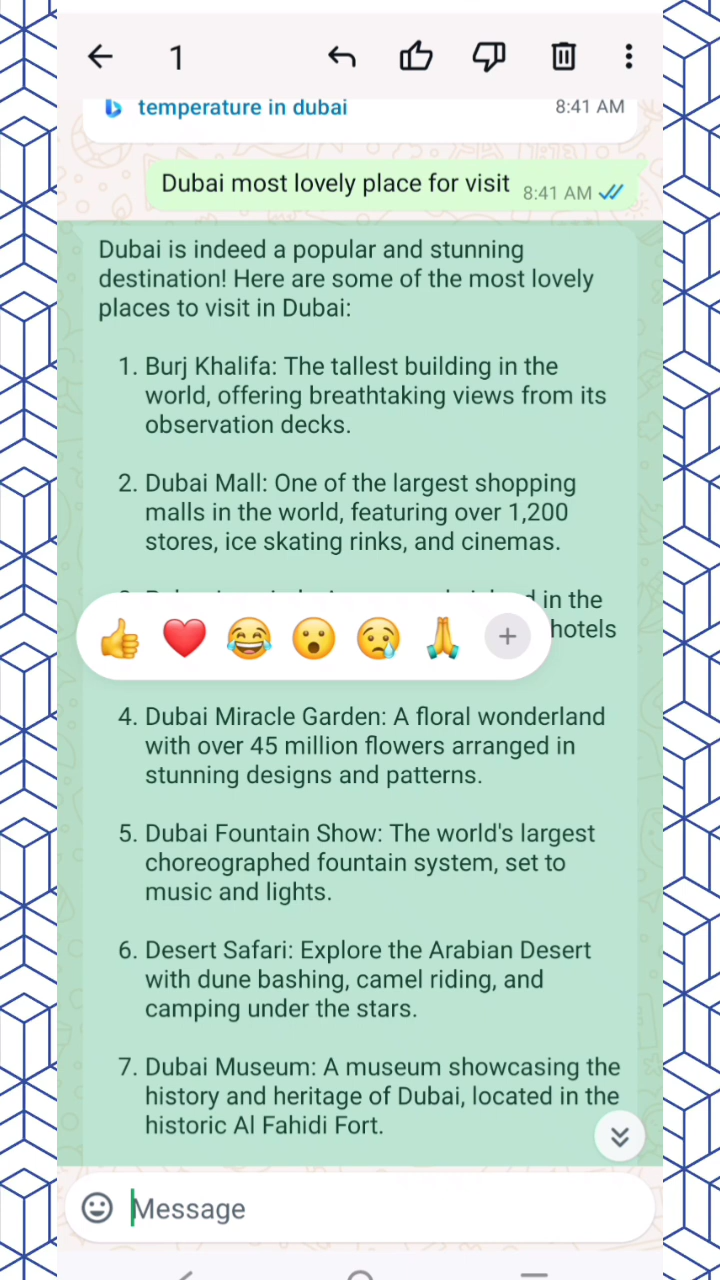 1
temperature in dubai 8:41 AM
Dubai most lovely place for visit 8:41 AM
Dubai is indeed a popular and stunning
destination! Here are some of the most lovely
places to visit in Dubai:
1. Burj Khalifa: The tallest building in the
world, offering breathtaking views from its
observation decks.
2. Dubai Mall: One of the largest shopping
malls in the world, featuring over 1,200
stores, ice skating rinks, and cinemas.
in the
hotels
4. Dubai Miracle Garden: A floral wonderland
with over 45 million flowers arranged in
stunning designs and patterns.
5. Dubai Fountain Show: The world's largest
choreographed fountain system, set to
music and lights.
6. Desert Safari: Explore the Arabian Desert
with dune bashing, camel riding, and
camping under the stars.
7. Dubai Museum: A museum showcasing the
history and heritage of Dubai, located in the
historic Al Fahidi Fort.
Message